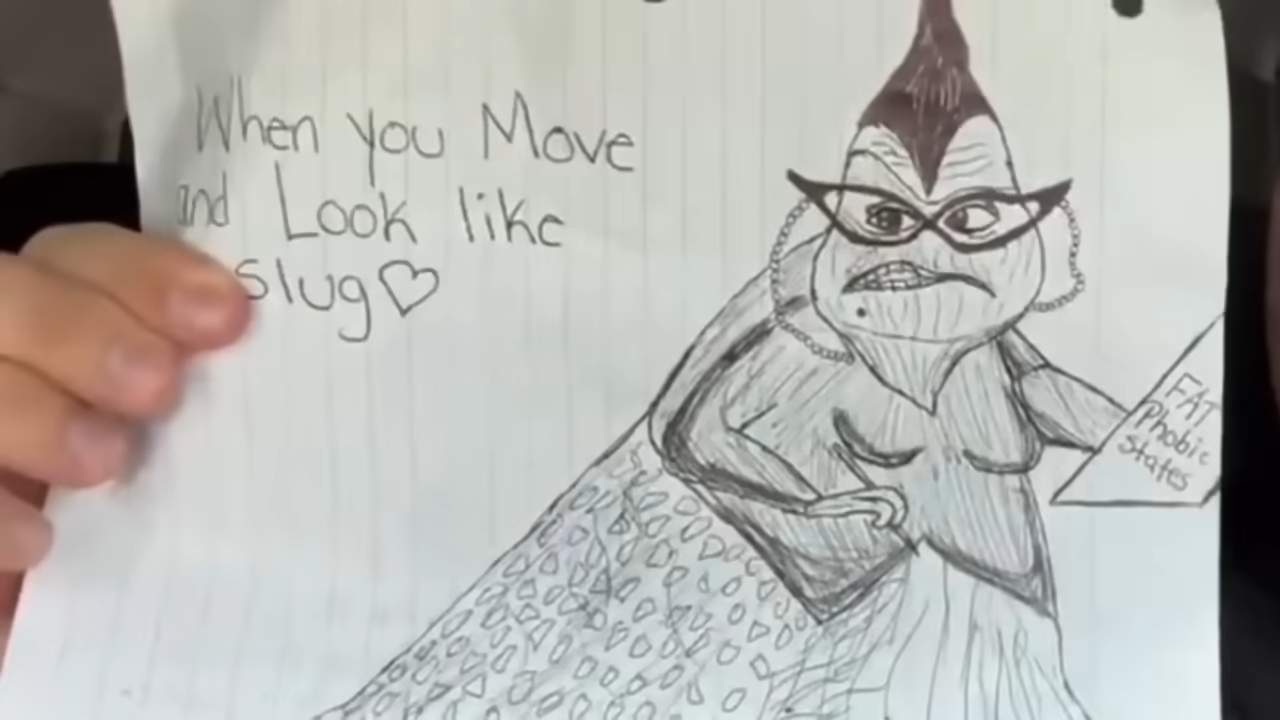 When you Move
and Look like
slug♡
FAT
Phobic
states